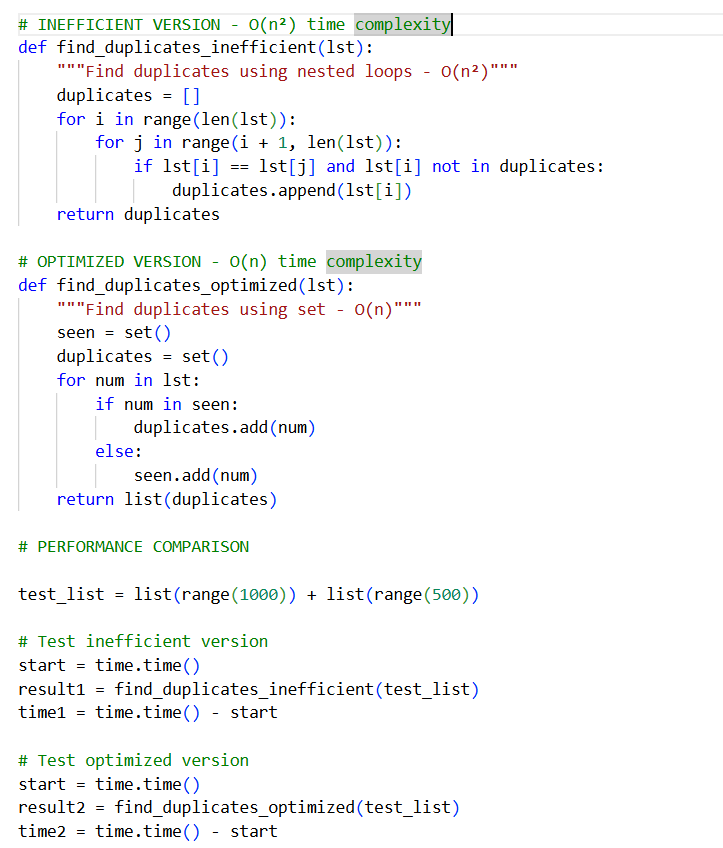 # INEFFICIENT VERSION - O(n²) time complexity
def find_duplicates_inefficient(lst):
    """Find duplicates using nested loops - O(n²)"""
    duplicates = []
    for i in range(len(lst)):
        for j in range(i + 1, len(lst)):
            if lst[i] == lst[j] and lst[i] not in duplicates:
                duplicates.append(lst[i])
    return duplicates

# OPTIMIZED VERSION - O(n) time complexity
def find_duplicates_optimized(lst):
    """Find duplicates using set - O(n)"""
    seen = set()
    duplicates = set()
    for num in lst:
        if num in seen:
            duplicates.add(num)
        else:
            seen.add(num)
    return list(duplicates)

# PERFORMANCE COMPARISON

test_list = list(range(1000)) + list(range(500))

# Test inefficient version
start = time.time()
result1 = find_duplicates_inefficient(test_list)
time1 = time.time() - start

# Test optimized version
start = time.time()
result2 = find_duplicates_optimized(test_list)
time2 = time.time() - start